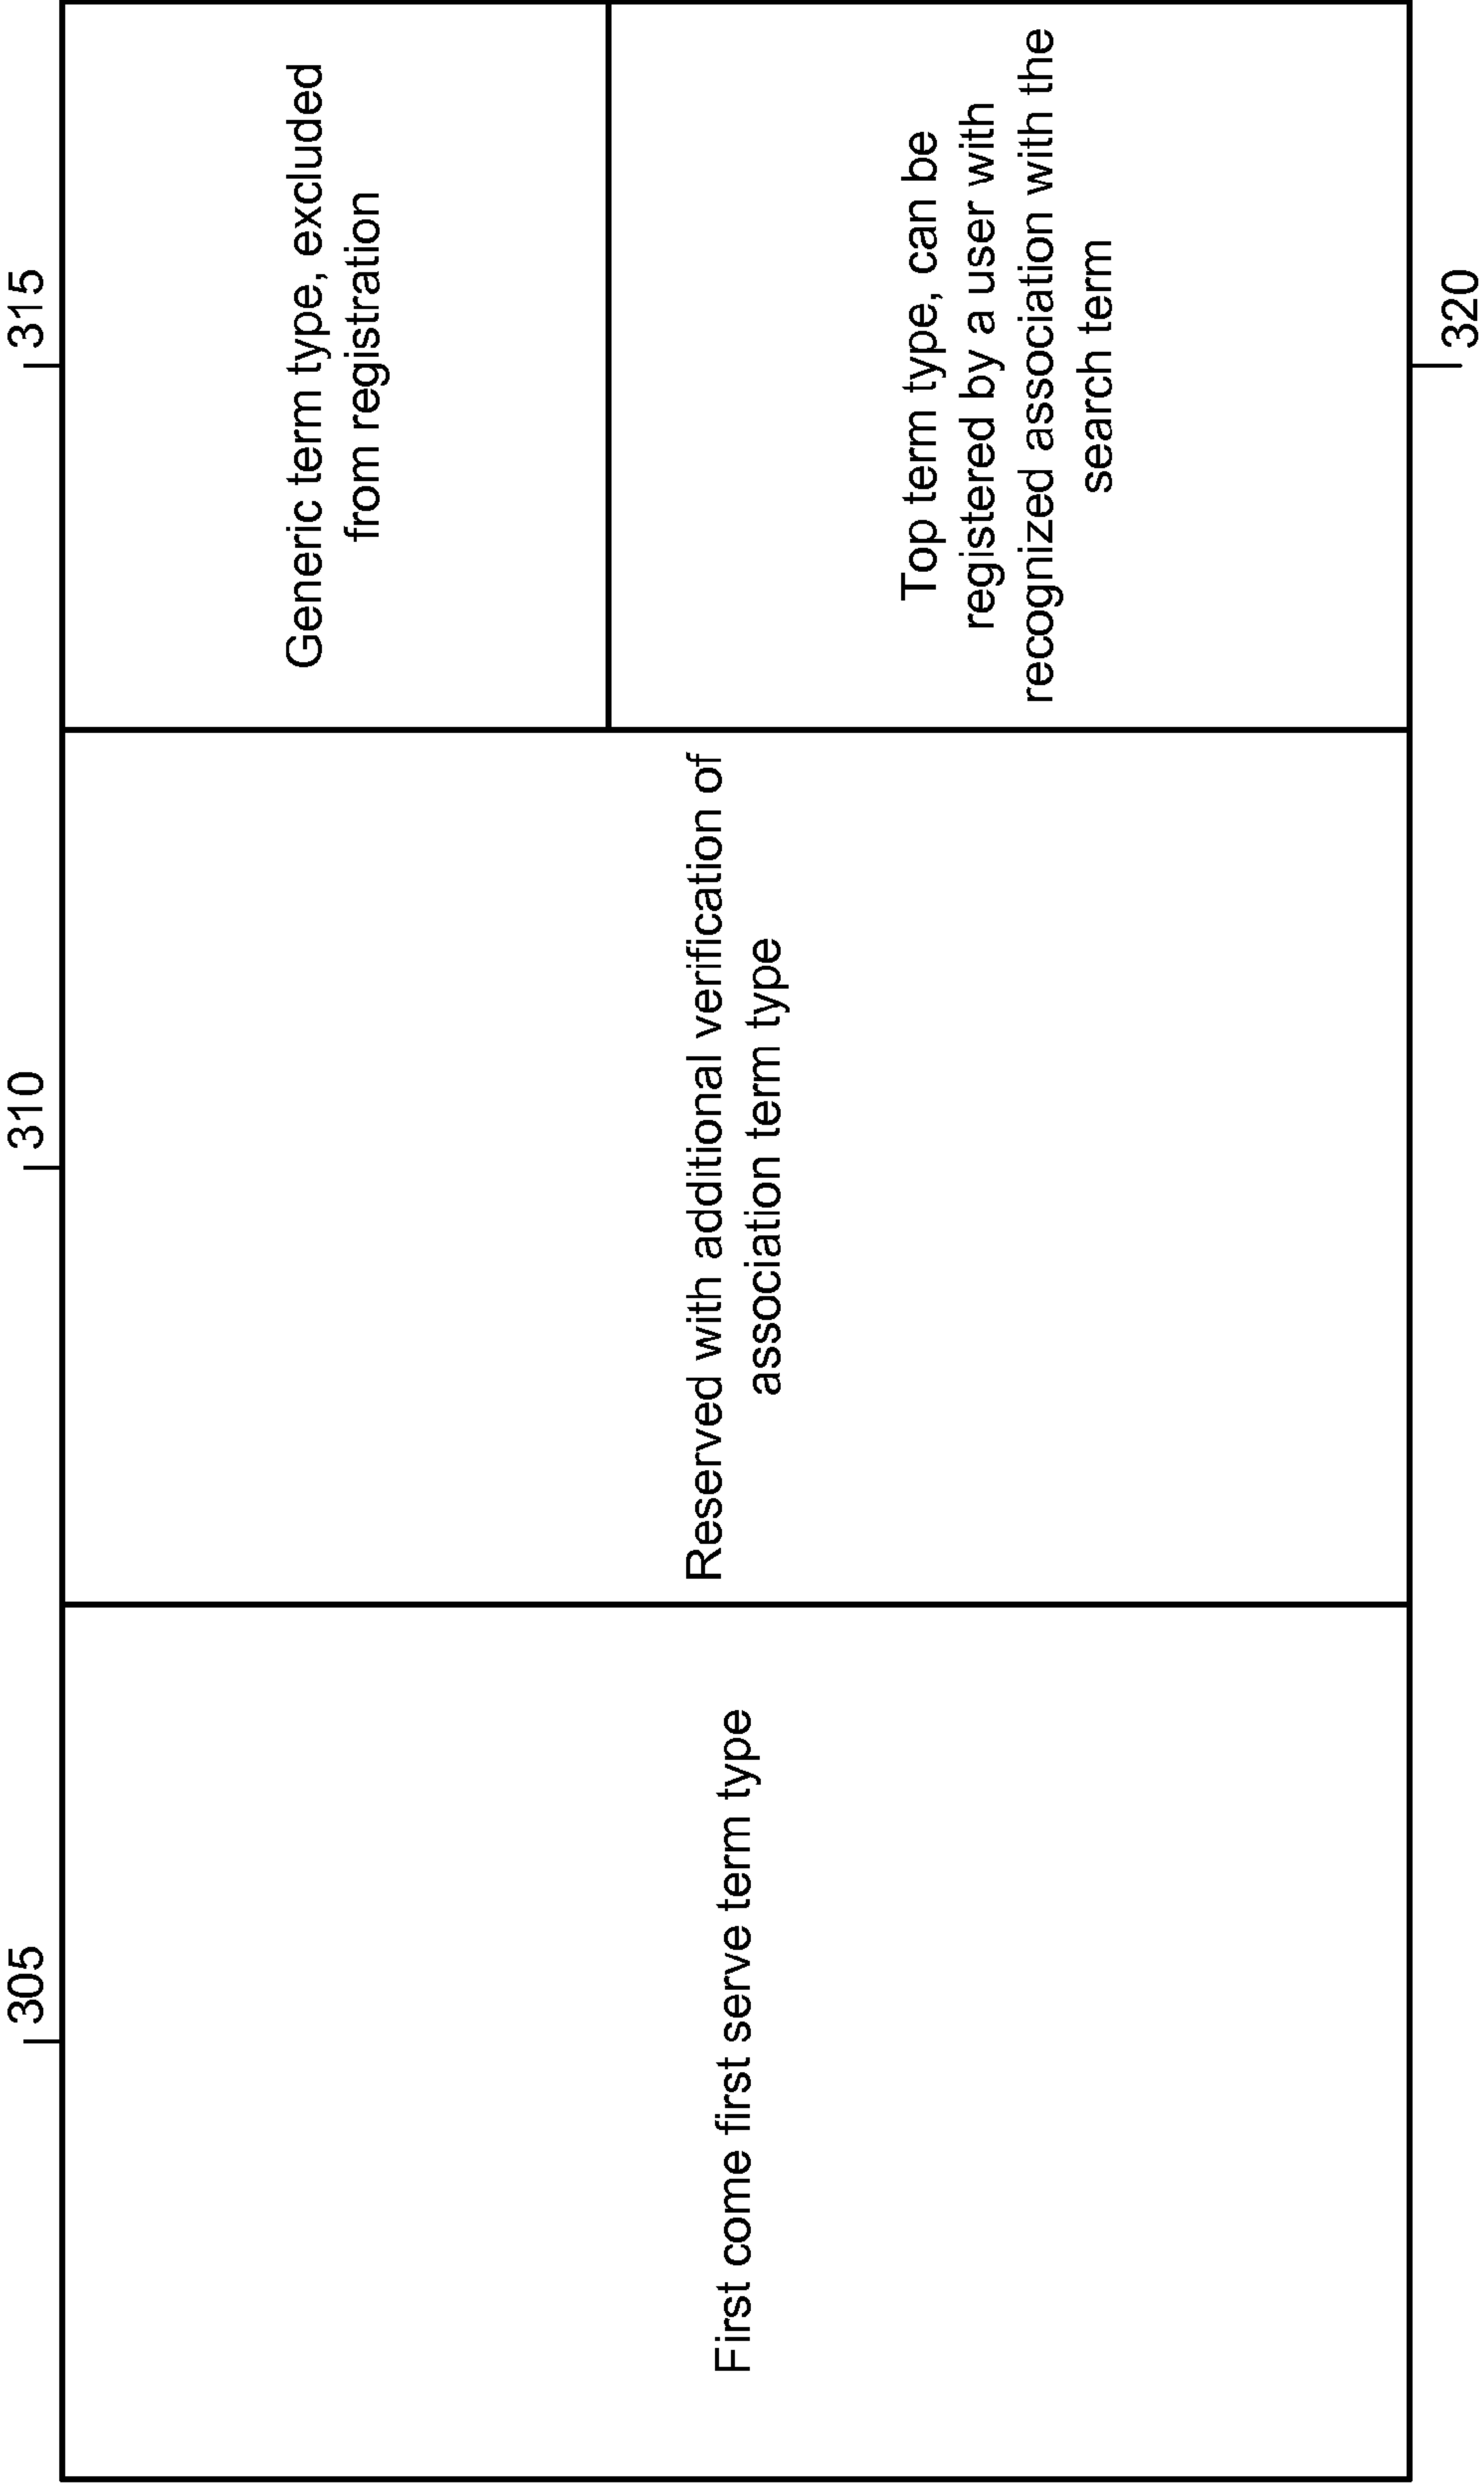 305
310
315
First come first serve term type
Reserved with additional verification of
association term type
Generic term type, excluded
from registration
Top term type, can be
registered by a user with
recognized association with the
search term
320